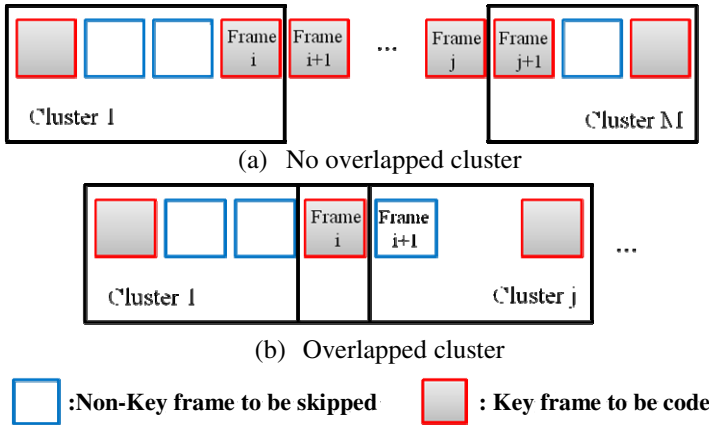 Frame i Frame i+1 ... Frame j Frame j+1
Cluster 1 Cluster M
(a) No overlapped cluster
Frame i Frame i+1 ...
Cluster 1 Cluster j
(b) Overlapped cluster
:Non-Key frame to be skipped : Key frame to be code